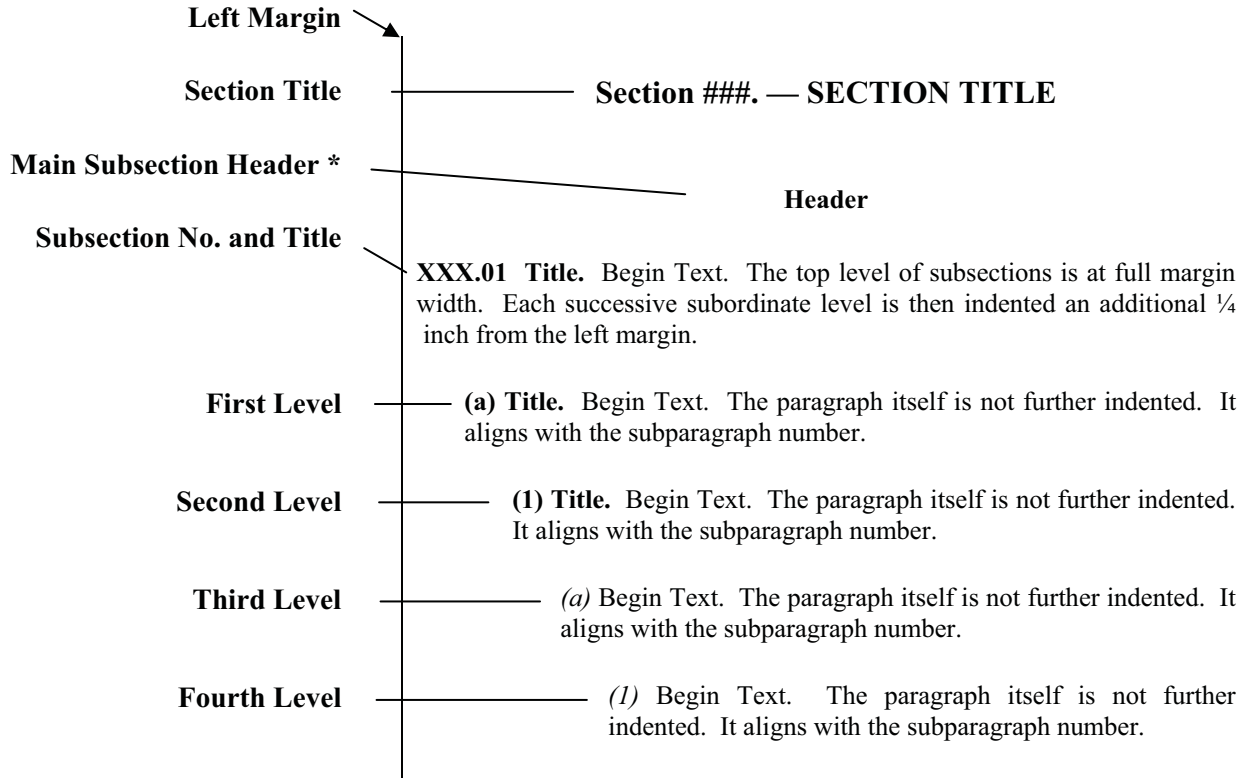 Left Margin
Section Title
Section ###. — SECTION TITLE
Main Subsection Header *
Header
Subsection No. and Title
XXX.01 Title. Begin Text. The top level of subsections is at full margin
width. Each successive subordinate level is then indented an additional ¼
inch from the left margin.
First Level
(a) Title. Begin Text. The paragraph itself is not further indented. It
aligns with the subparagraph number.
Second Level
(1) Title. Begin Text. The paragraph itself is not further indented.
It aligns with the subparagraph number.
Third Level
(a) Begin Text. The paragraph itself is not further indented. It
aligns with the subparagraph number.
Fourth Level
(1) Begin Text. The paragraph itself is not further
indented. It aligns with the subparagraph number.